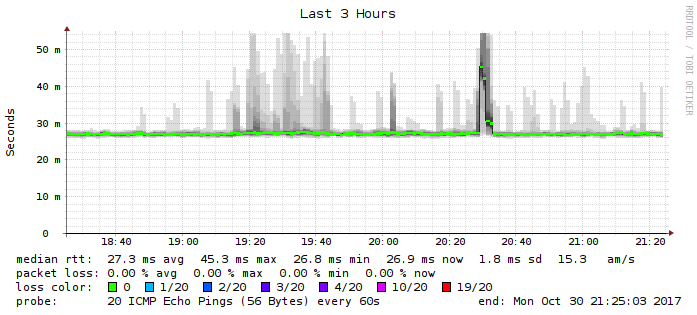 Last 3 Hours
RRDTOOL / TOBI OETIKER
Seconds
50 m
40 m
30 m
20 m
10 m
0
18:40 19:00 19:20 19:40 20:00 20:20 20:40 21:00 21:20
median rtt: 27.3 ms avg 45.3 ms max 26.8 ms min 26.9 ms now 1.8 ms sd 15.3 am/s
packet loss: 0.00 % avg 0.00 % max 0.00 % min 0.00 % now
loss color: 0 1/20 2/20 3/20 4/20 10/20 19/20
probe: 20 ICMP Echo Pings (56 Bytes) every 60s end: Mon Oct 30 21:25:03 2017